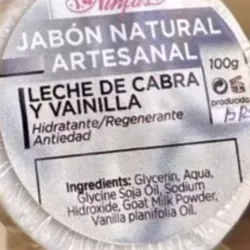 JABÓN NATURAL
ARTESANAL
100g
LECHE DE CABRA
Y VAINILLA
Hidratante/Regenerante
Antiedad
producido
Ingredients: Glycerin, Aqua,
Glycine Soja Oil, Sodium
Hidroxide, Goat Milk Powder,
Vanilla planifolia Oil.